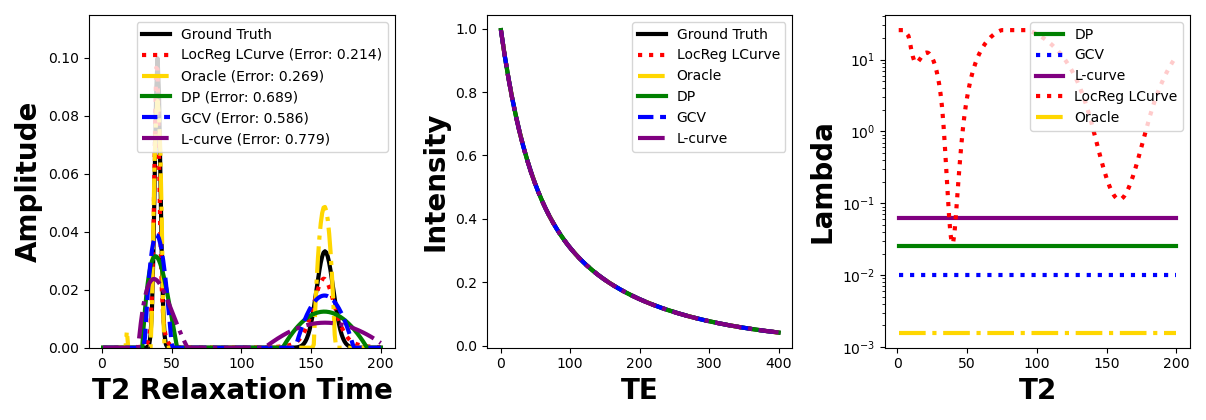 Amplitude
0.10
0.08
0.06
0.04
0.02
0.00
0
50
100
150
200
T2 Relaxation Time
Ground Truth
LocReg LCurve (Error: 0.214)
Oracle (Error: 0.269)
DP (Error: 0.689)
GCV (Error: 0.586)
L-curve (Error: 0.779)
Intensity
1.0
0.8
0.6
0.4
0.2
0.0
0
100
200
300
400
TE
Ground Truth
LocReg LCurve
Oracle
DP
GCV
L-curve
Lambda
10¹
10⁰
10⁻¹
10⁻²
10⁻³
0
50
100
150
200
T2
DP
GCV
L-curve
LocReg LCurve
Oracle